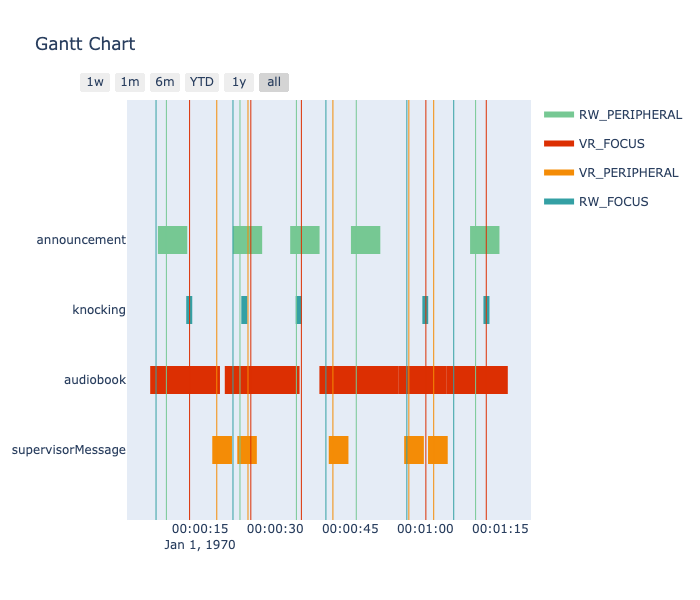 Gantt Chart
1w 1m 6m YTD 1y all
RW_PERIPHERAL
VR_FOCUS
VR_PERIPHERAL
RW_FOCUS
announcement
knocking
audiobook
supervisorMessage
00:00:15 00:00:30 00:00:45 00:01:00 00:01:15
Jan 1, 1970